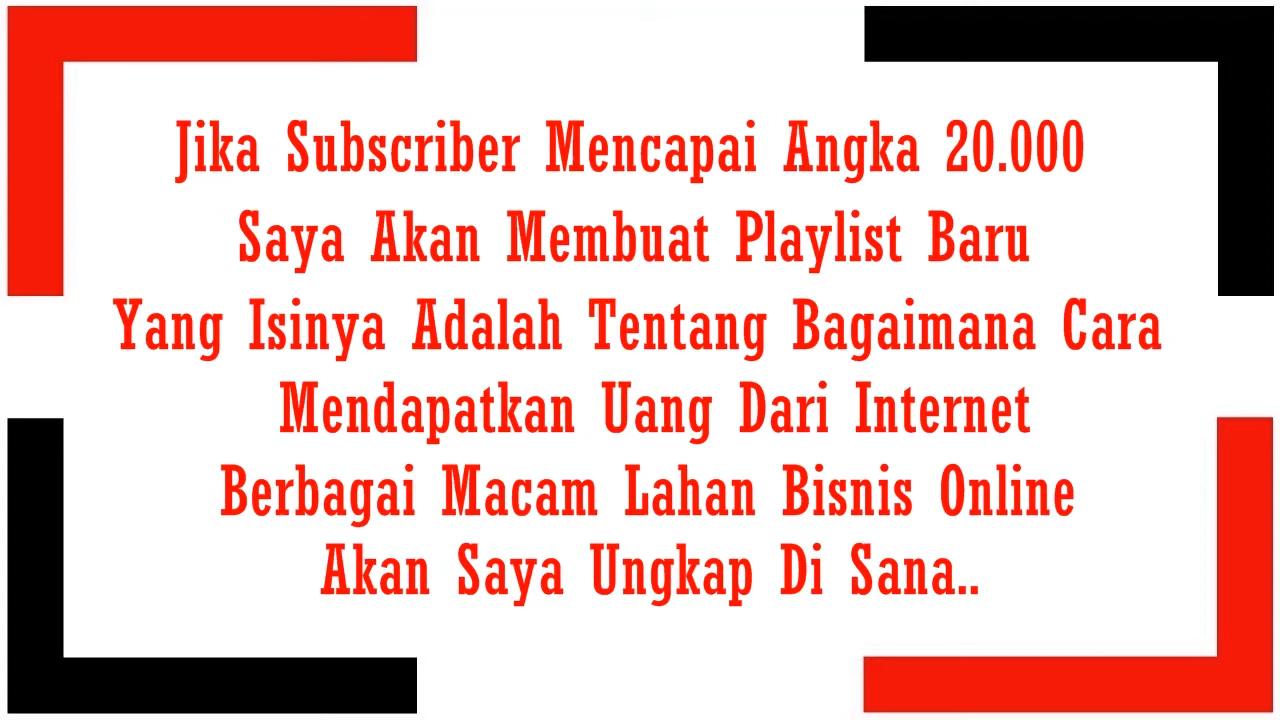 Jika Subscriber Mencapai Angka 20.000
Saya Akan Membuat Playlist Baru
Yang Isinya Adalah Tentang Bagaimana Cara
Mendapatkan Uang Dari Internet
Berbagai Macam Lahan Bisnis Online
Akan Saya Ungkap Di Sana..